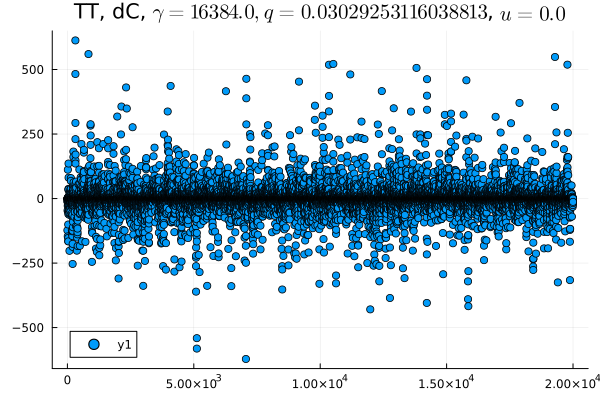 TT, dC, γ = 16384.0, q = 0.03029253116038813, u = 0.0
500
250
0
−250
−500
y1
0 5.00×10³ 1.00×10⁴ 1.50×10⁴ 2.00×10⁴